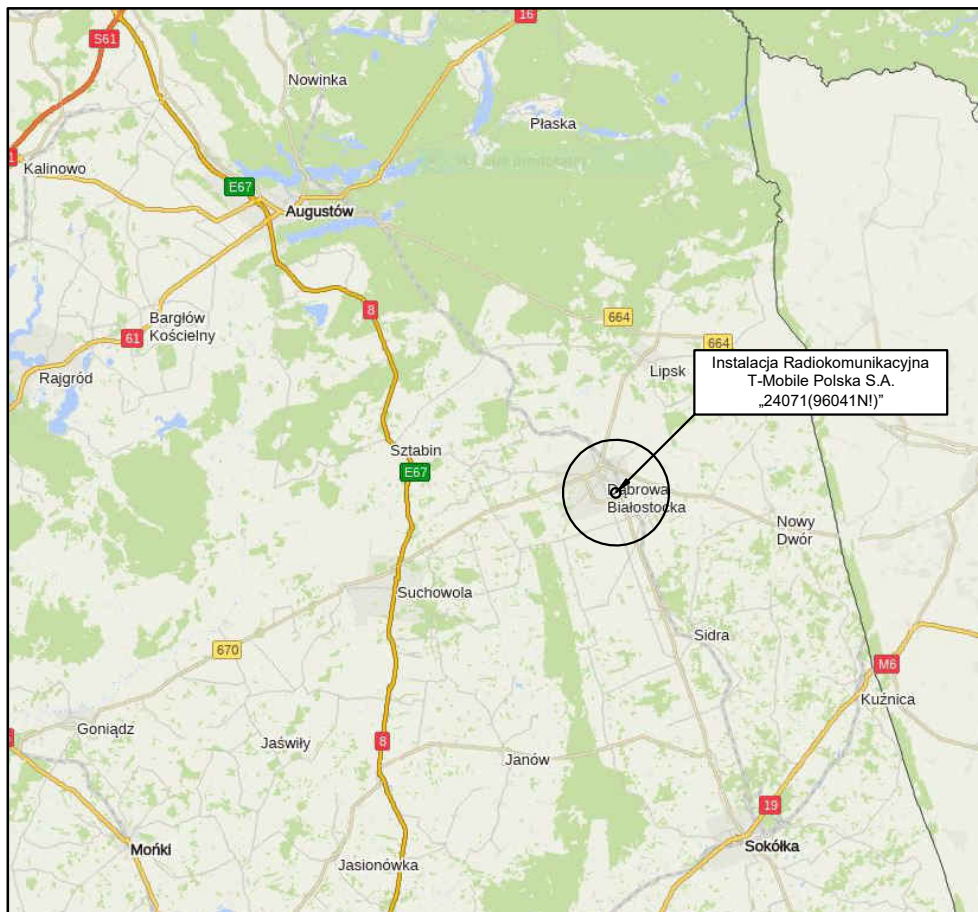 16
S61
Nowinka
Płaska
Kalinowo
E67
Augustów
8
664
Bargłów
Kościelny
61
664
Rajgród
Lipsk
Instalacja Radiokomunikacyjna
T-Mobile Polska S.A.
„24071(96041N!)”
Sztabin
E67
Dąbrowa
Białostocka
Nowy
Dwór
Suchowola
Sidra
670
M6
Kuźnica
Goniądz
Jaświły
8
Janów
19
Mońki
Sokółka
Jasionówka